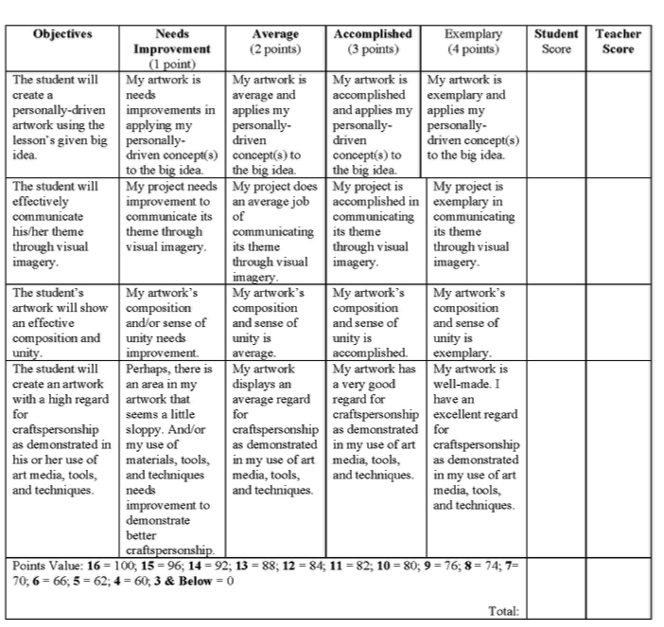 Objectives
Needs
Improvement
(1 point)
Average
(2 points)
Accomplished
(3 points)
Exemplary
(4 points)
Student
Score
Teacher
Score
The student will
create a
personally-driven
artwork using the
lesson's given big
idea.
My artwork is
needs
improvements in
applying my
personally-
driven concept(s)
to the big idea.
My artwork is
average and
applies my
personally-
driven
concept(s) to
the big idea.
My artwork is
accomplished
and applies my
personally-
driven
concept(s) to
the big idea.
My artwork is
exemplary and
applies my
personally-
driven concept(s)
to the big idea.
The student will
effectively
communicate
his/her theme
through visual
imagery.
My project needs
improvement to
communicate its
theme through
visual imagery.
My project does
an average job
of
communicating
its theme
through visual
imagery.
My project is
accomplished in
communicating
its theme
through visual
imagery.
My project is
exemplary in
communicating
its theme
through visual
imagery.
The student's
artwork will show
an effective
composition and
unity.
My artwork's
composition
and/or sense of
unity needs
improvement.
My artwork's
composition
and sense of
unity is
average.
My artwork's
composition
and sense of
unity is
accomplished.
My artwork's
composition
and sense of
unity is
exemplary.
The student will
create an artwork
with a high regard
for
craftspersonship
as demonstrated in
his or her use of
art media, tools,
and techniques.
Perhaps, there is
an area in my
artwork that
seems a little
sloppy. And/or
my use of
materials, tools,
and techniques
needs
improvement to
demonstrate
better
craftspersonship.
My artwork
displays an
average regard
for
craftspersonship
as demonstrated
in my use of art
media, tools,
and techniques.
My artwork has
a very good
regard for
craftspersonship
as demonstrated
in my use of art
media, tools,
and techniques.
My artwork is
well-made. I
have an
excellent regard
for
craftspersonship
as demonstrated
in my use of art
media, tools,
and techniques.
Points Value: 16 = 100; 15 = 96; 14 = 92; 13 = 88; 12 = 84; 11 = 82; 10 = 80; 9 = 76; 8 = 74; 7=
70; 6 = 66; 5 = 62; 4 = 60; 3 & Below = 0
Total: